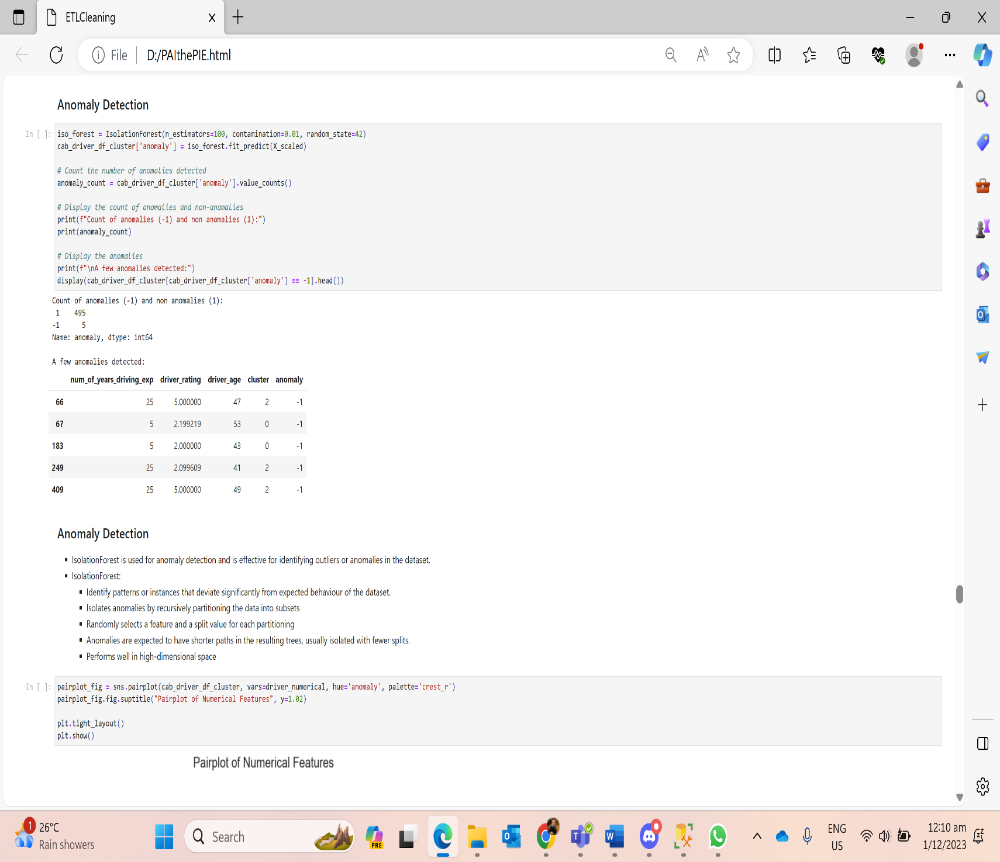 ETLCleaning
File
D:/PAIthePIE.html
Anomaly Detection
In [ ]:
iso_forest = IsolationForest(n_estimators=100, contamination=0.01, random_state=42)
cab_driver_df_cluster['anomaly'] = iso_forest.fit_predict(X_scaled)
# Count the number of anomalies detected
anomaly_count = cab_driver_df_cluster['anomaly'].value_counts()
# Display the count of anomalies and non-anomalies
print(f"Count of anomalies (-1) and non anomalies (1):")
print(anomaly_count)
# Display the anomalies
print(f"\nA few anomalies detected:")
display(cab_driver_df_cluster[cab_driver_df_cluster['anomaly'] == -1].head())
Count of anomalies (-1) and non anomalies (1):
1 495
-1 5
Name: anomaly, dtype: int64
A few anomalies detected:
num_of_years_driving_exp driver_rating driver_age cluster anomaly
66 25 5.000000 47 2 -1
67 5 2.199219 53 0 -1
183 5 2.000000 43 0 -1
249 25 2.099609 41 2 -1
409 25 5.000000 49 2 -1
Anomaly Detection
• IsolationForest is used for anomaly detection and is effective for identifying outliers or anomalies in the dataset.
• IsolationForest:
▪ Identify patterns or instances that deviate significantly from expected behaviour of the dataset.
▪ Isolates anomalies by recursively partitioning the data into subsets
▪ Randomly selects a feature and a split value for each partitioning
▪ Anomalies are expected to have shorter paths in the resulting trees, usually isolated with fewer splits.
▪ Performs well in high-dimensional space
In [ ]:
pairplot_fig = sns.pairplot(cab_driver_df_cluster, vars=driver_numerical, hue='anomaly', palette='crest_r')
pairplot_fig.fig.suptitle("Pairplot of Numerical Features", y=1.02)
plt.tight_layout()
plt.show()
Pairplot of Numerical Features
1
26°C
Rain showers
Search
PRE
ENG
US
12:10 am
1/12/2023